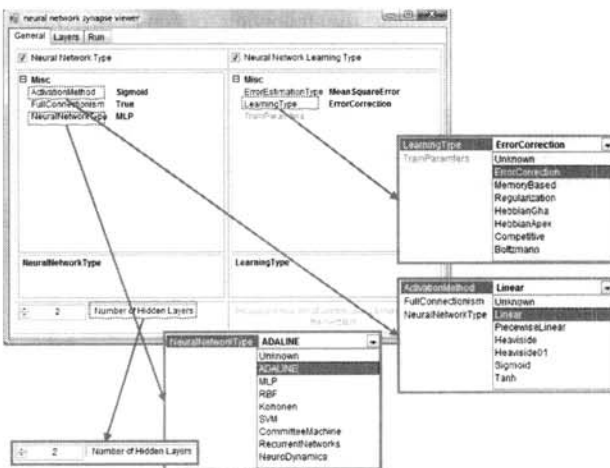 neural network synapse viewer
General Layers Run
Neural Network Type
Neural Network Learning Type
Misc
ActivationMethod Sigmoid
FullConnectionism True
NeuralNetworkType MLP
Misc
ErrorEstimationType MeanSquareError
LearningType ErrorCorrection
TrainParamters
LearningType ErrorCorrection
TrainParamters Unknown
ErrorCorrection
MemoryBased
Regularization
HebbianGha
HebbianApex
Competitive
Boltzmann
NeuralNetworkType
LearningType
ActivationMethod Linear
FullConnectionism Unknown
NeuralNetworkType Linear
PiecewiseLinear
Heaviside
Heaviside01
Sigmoid
Tanh
2 Number of Hidden Layers
NeuralNetworkType ADALINE
Unknown
ADALINE
MLP
RBF
Kohonen
SVM
CommitteeMachine
RecurrentNetworks
NeuroDynamics
2 Number of Hidden Layers